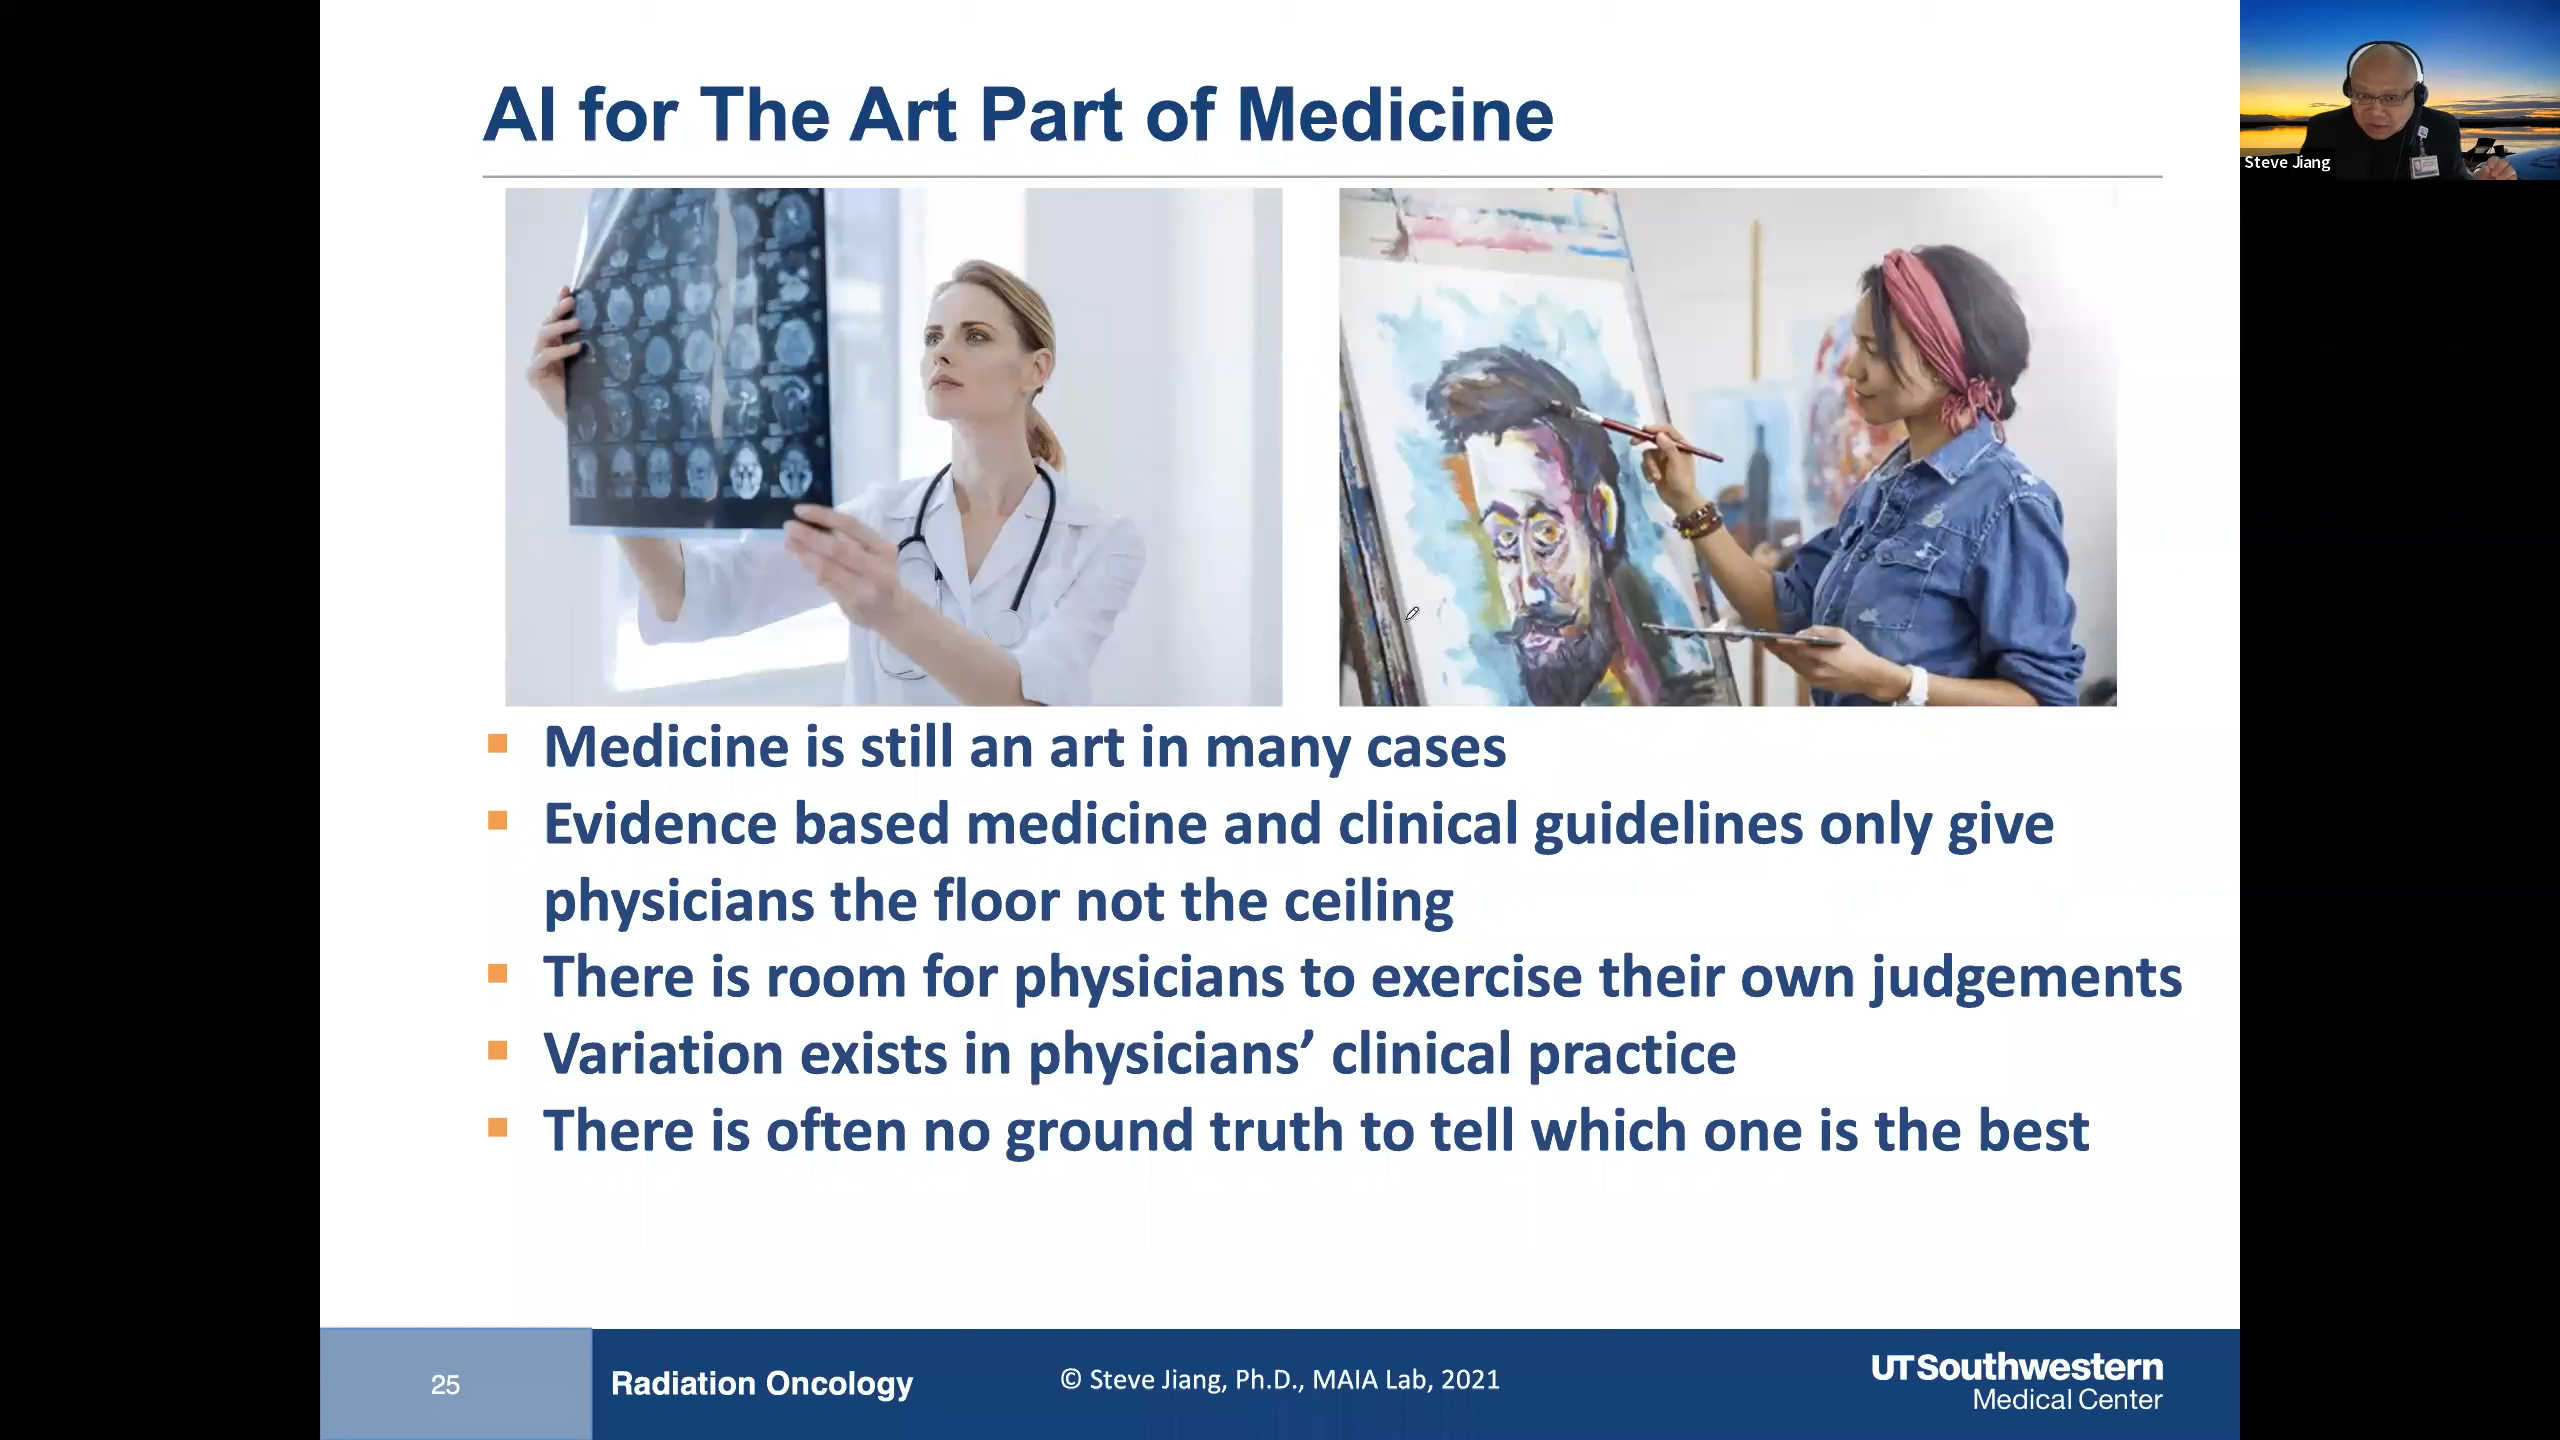 AI for The Art Part of Medicine
Steve Jiang
Medicine is still an art in many cases
Evidence based medicine and clinical guidelines only give
physicians the floor not the ceiling
There is room for physicians to exercise their own judgements
Variation exists in physicians’ clinical practice
There is often no ground truth to tell which one is the best
25
Radiation Oncology
© Steve Jiang, Ph.D., MAIA Lab, 2021
UTSouthwestern
Medical Center